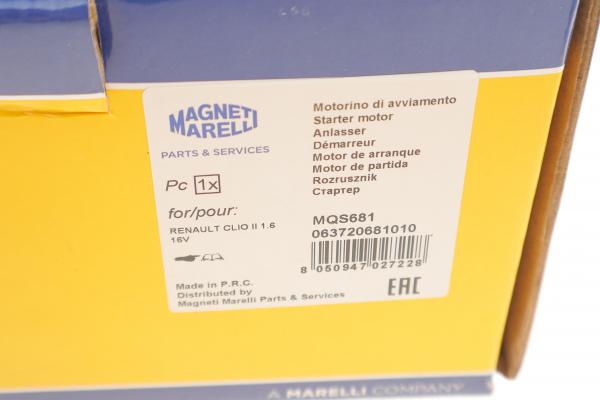 MAGNETI
MARELLI
PARTS & SERVICES
Pc 1x
for/pour:
RENAULT CLIO II 1.6
16V
Motorino di avviamento
Starter motor
Anlasser
Démarreur
Motor de arranque
Motor de partida
Rozrusznik
Стартер
MQS681
063720681010
8 050947 027228
Made in P.R.C.
Distributed by
Magneti Marelli Parts & Services
EAC
A MARELLI COMPANY